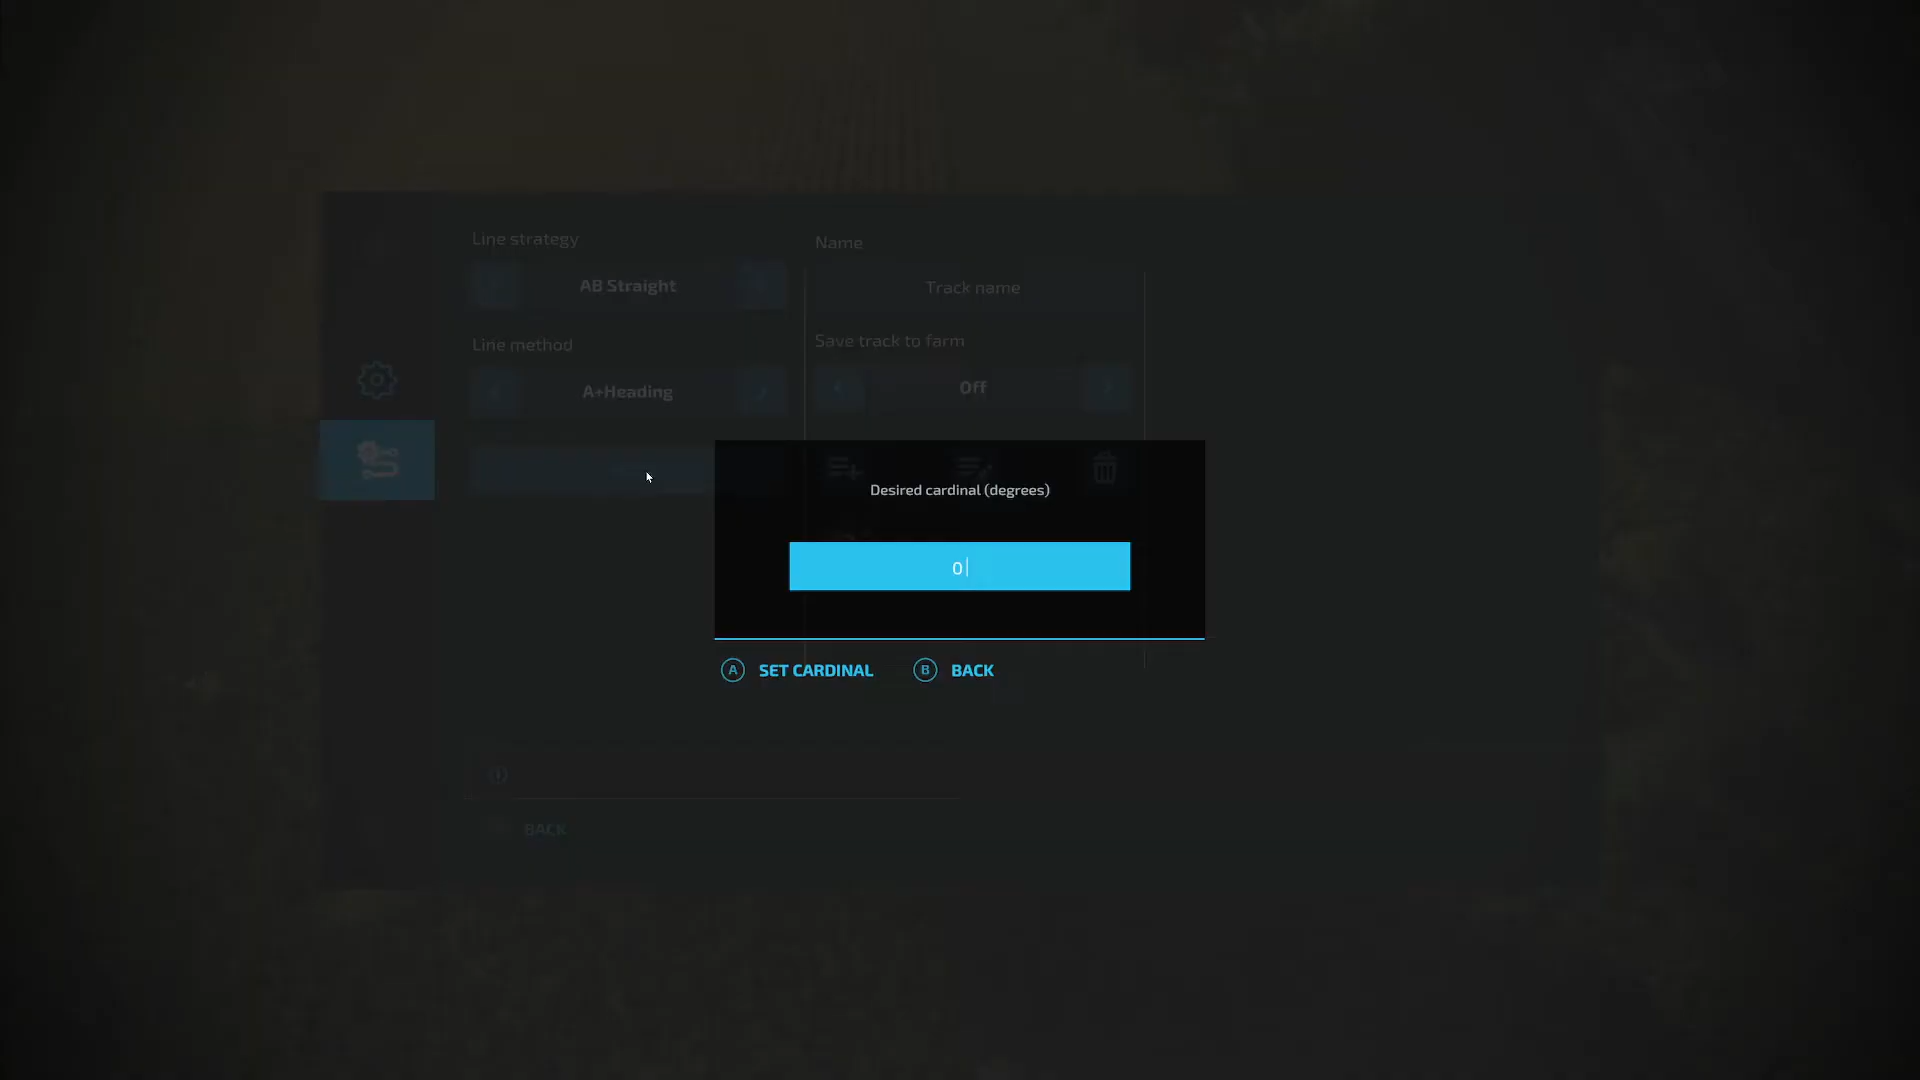 Line strategy
AB Straight
Line method
A+Heading
Name
Track name
Save track to farm
Off
Desired cardinal (degrees)
0
A SET CARDINAL B BACK
BACK